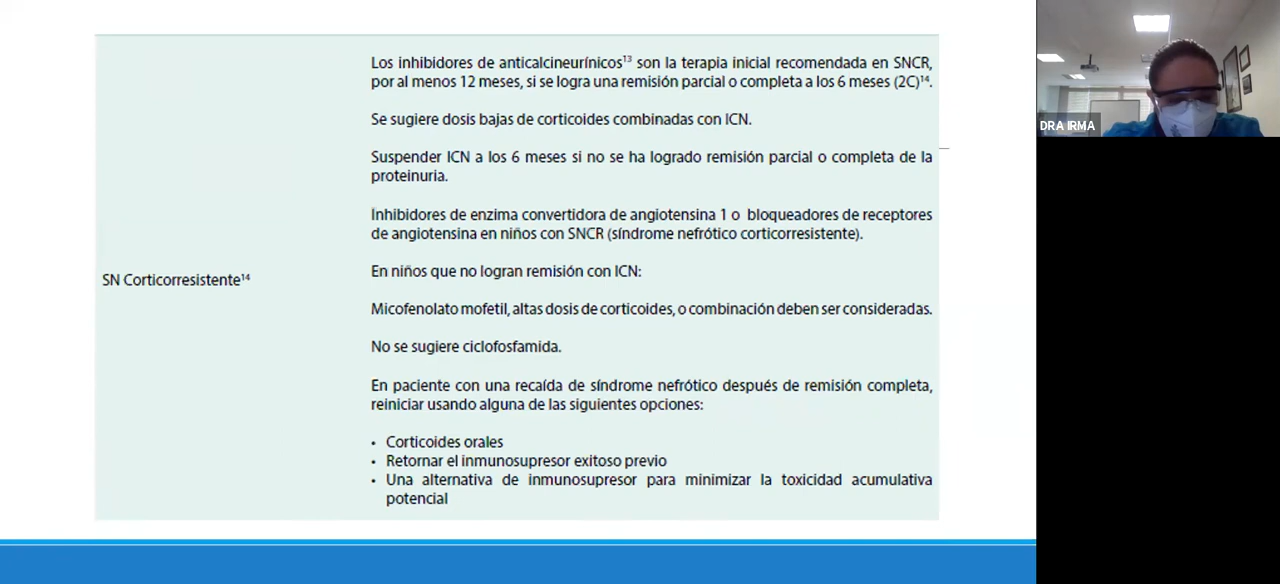 Los inhibidores de anticalcineurínicos¹³ son la terapia inicial recomendada en SNCR,
por al menos 12 meses, si se logra una remisión parcial o completa a los 6 meses (2C)¹⁴.
Se sugiere dosis bajas de corticoides combinadas con ICN.
Suspender ICN a los 6 meses si no se ha logrado remisión parcial o completa de la
proteinuria.
Inhibidores de enzima convertidora de angiotensina 1 o bloqueadores de receptores
de angiotensina en niños con SNCR (síndrome nefrótico corticorresistente).
En niños que no logran remisión con ICN:
SN Corticorresistente¹⁴
Micofenolato mofetil, altas dosis de corticoides, o combinación deben ser consideradas.
No se sugiere ciclofosfamida.
En paciente con una recaída de síndrome nefrótico después de remisión completa,
reiniciar usando alguna de las siguientes opciones:
• Corticoides orales
• Retornar el inmunosupresor exitoso previo
• Una alternativa de inmunosupresor para minimizar la toxicidad acumulativa
potencial
DRA IRMA